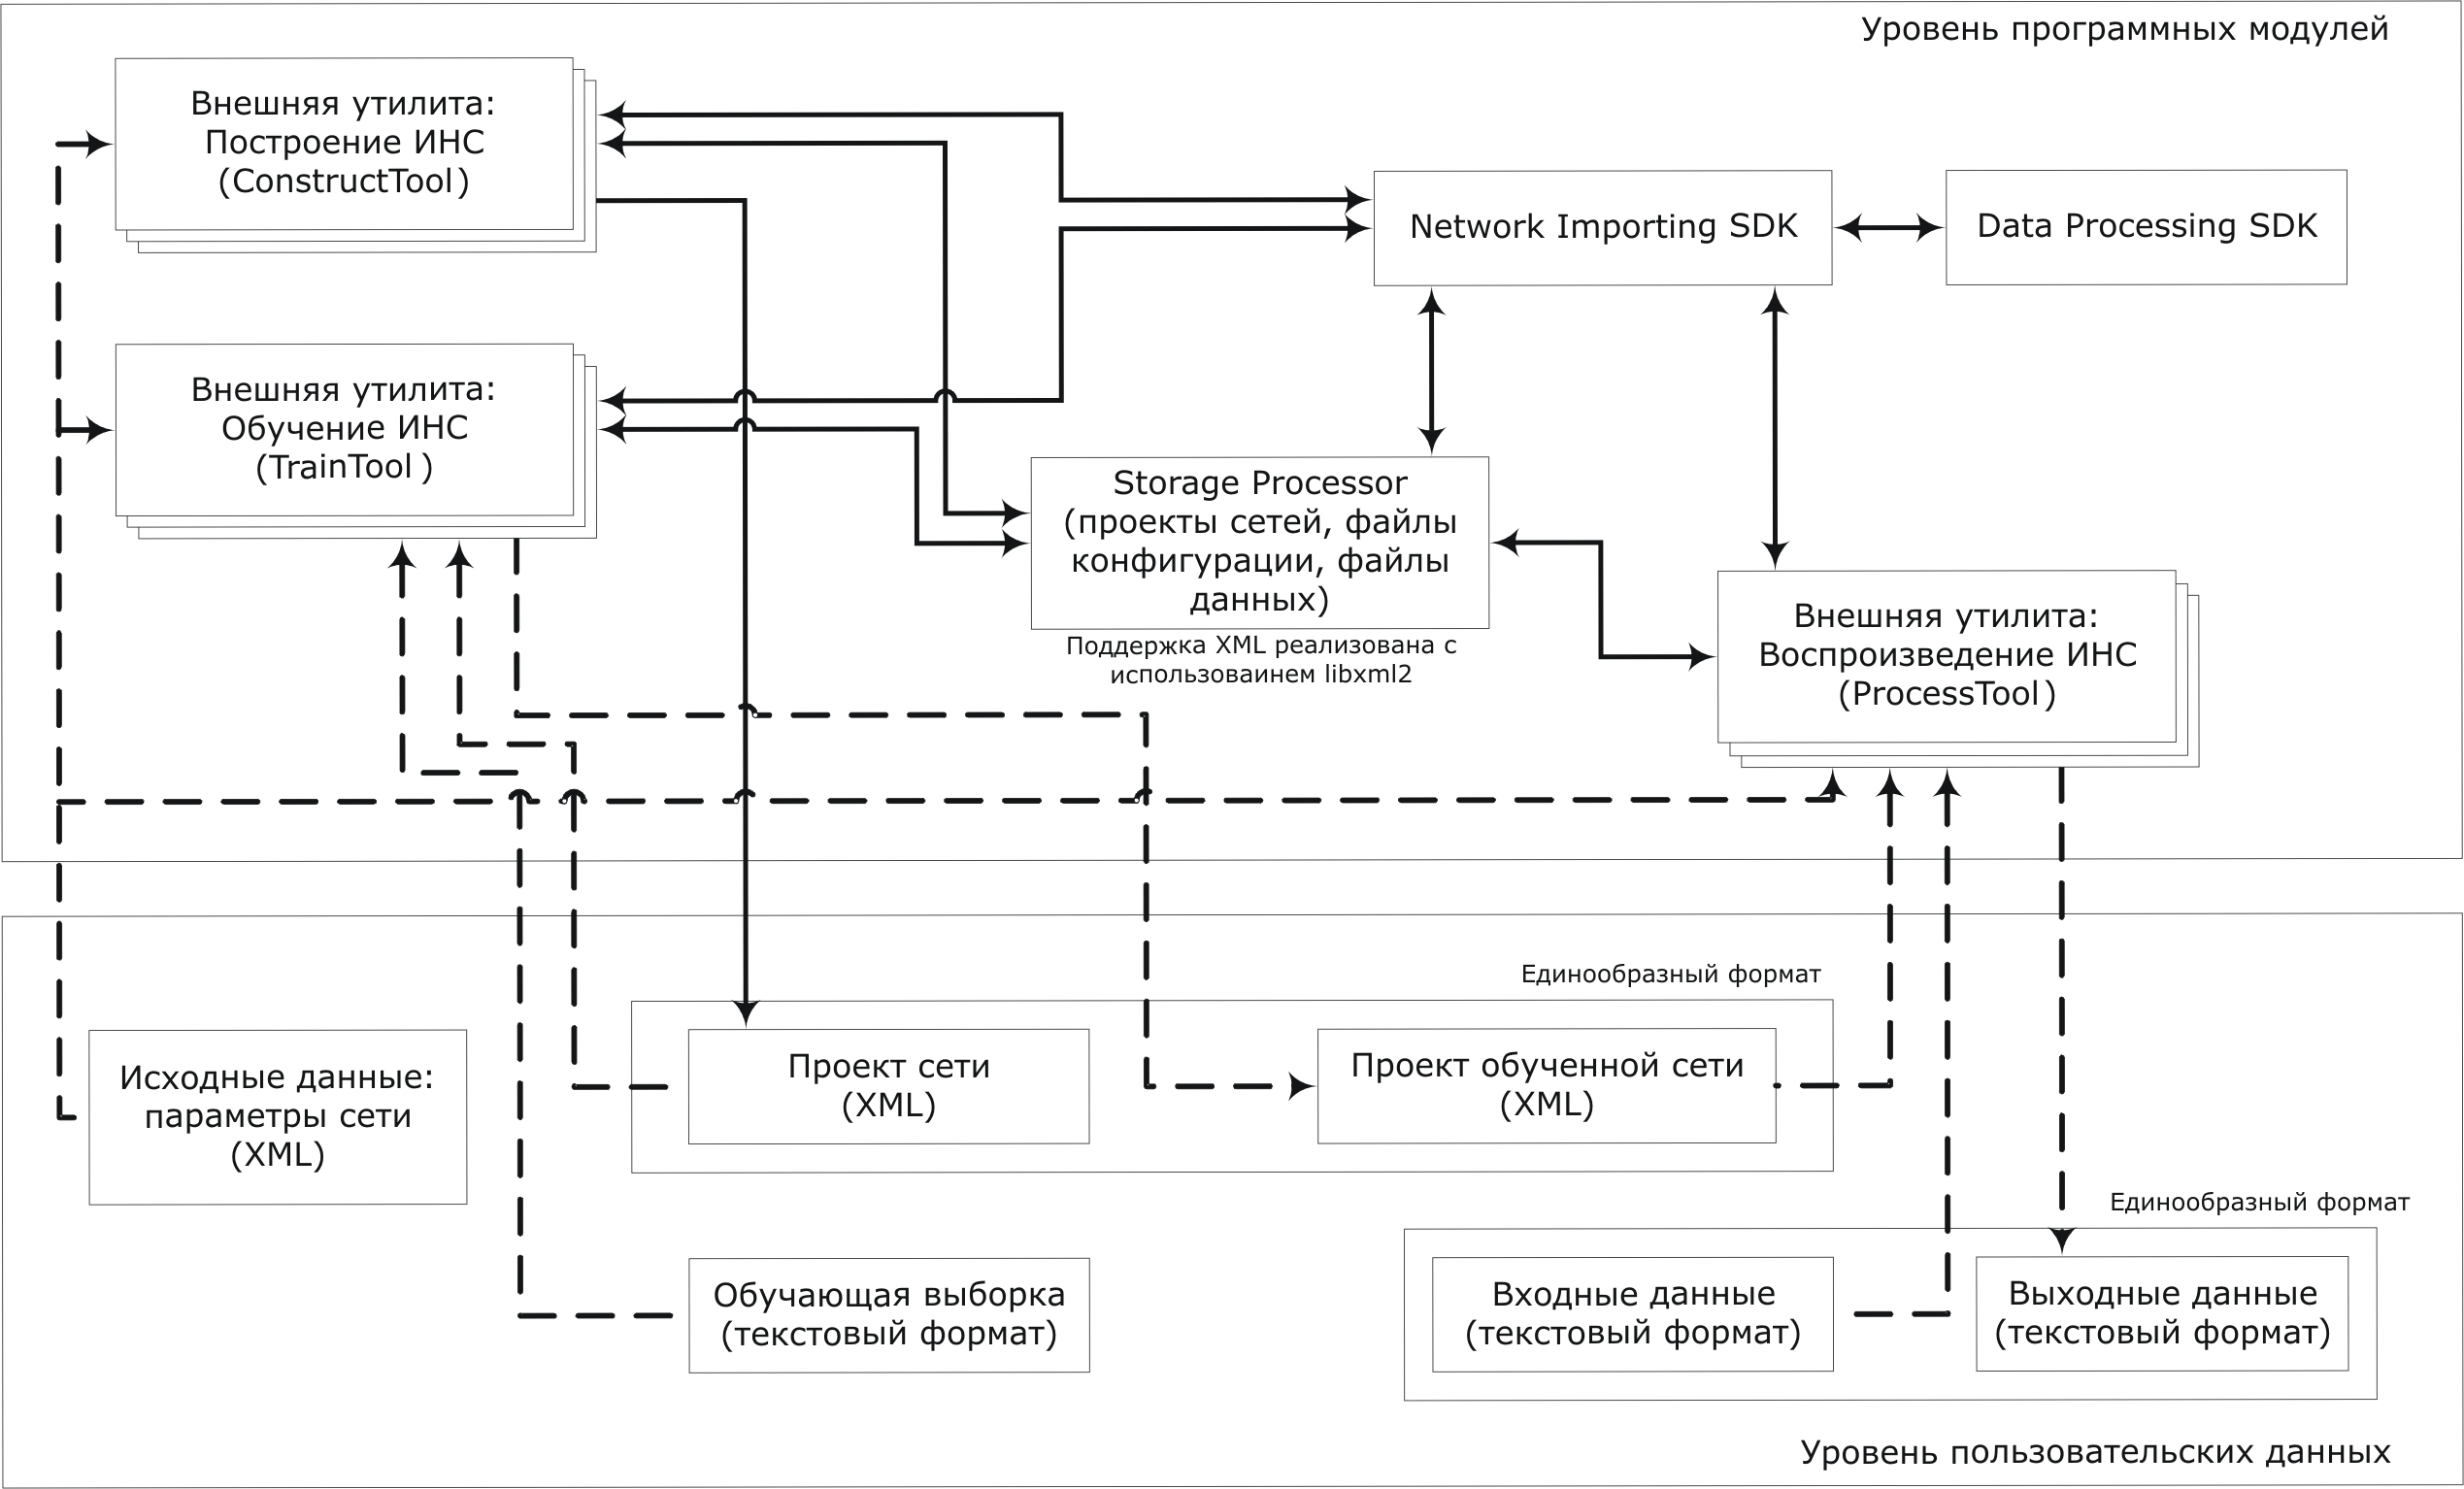 Уровень программных модулей
Внешняя утилита:
Построение ИНС
(ConstructTool)
Network Importing SDK
Data Processing SDK
Внешняя утилита:
Обучение ИНС
(TrainTool)
Storage Processor
(проекты сетей, файлы
конфигурации, файлы
данных)
Поддержка XML реализована с
использоваинем libxml2
Внешняя утилита:
Воспроизведение ИНС
(ProcessTool)
Единообразный формат
Исходные данные:
параметры сети
(XML)
Проект сети
(XML)
Проект обученной сети
(XML)
Единообразный формат
Обучающая выборка
(текстовый формат)
Входные данные
(текстовый формат)
Выходные данные
(текстовый формат)
Уровень пользовательских данных